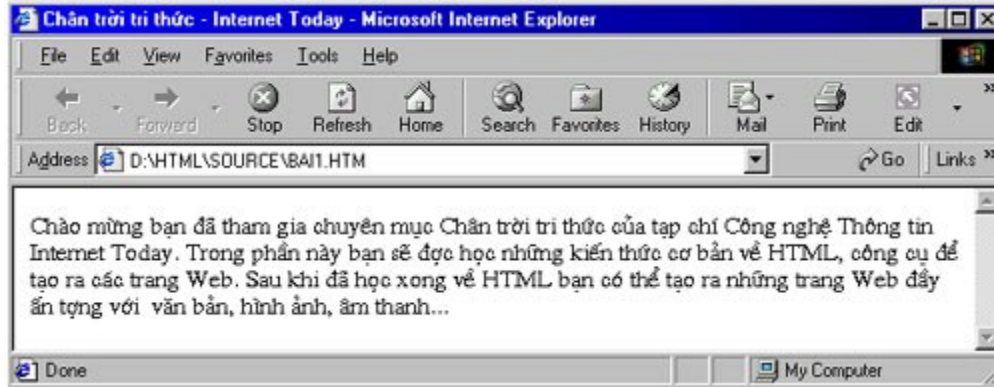 Chân trời tri thức - Internet Today - Microsoft Internet Explorer
File Edit View Favorites Tools Help
Back Forward Stop Refresh Home Search Favorites History Mail Print Edit »
Address D:\HTML\SOURCE\BAI1.HTM Go Links »
Chào mừng bạn đã tham gia chuyên mục Chân trời tri thức của tạp chí Công nghệ Thông tin
Internet Today. Trong phần này bạn sẽ đợc học những kiến thức cơ bản về HTML, công cụ để
tạo ra các trang Web. Sau khi đã học xong về HTML bạn có thể tạo ra những trang Web đầy
ấn tợng với văn bản, hình ảnh, âm thanh...
Done My Computer